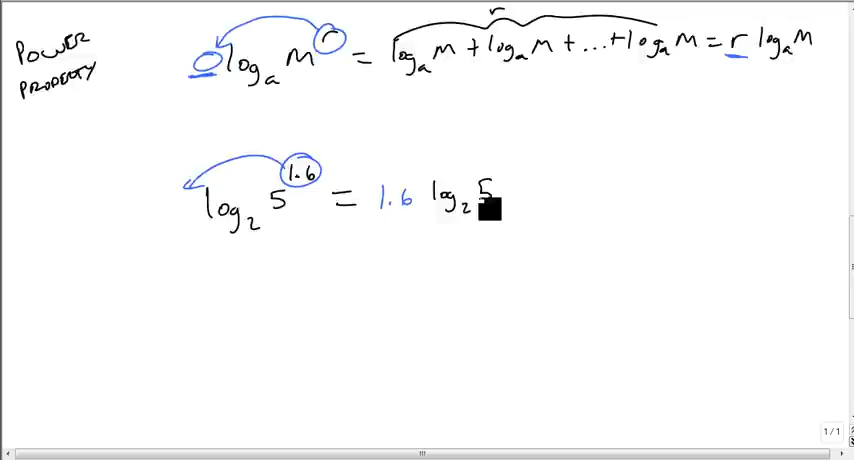 r
POWER PROPERTY
log_a M^r = log_a M + log_a M + ... + log_a M = r log_a M
log_2 5^1.6 = 1.6 log_2 5
1/1